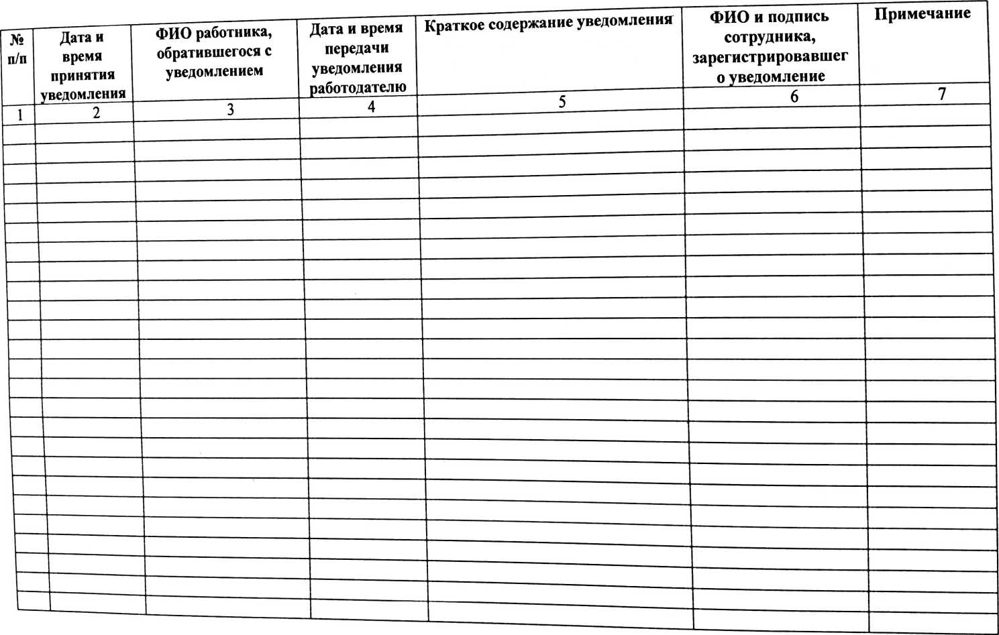 №
п/п
Дата и
время
принятия
уведомления
ФИО работника,
обратившегося с
уведомлением
Дата и время
передачи
уведомления
работодателю
Краткое содержание уведомления
ФИО и подпись
сотрудника,
зарегистрировавшег
о уведомление
Примечание
1 2 3 4 5 6 7